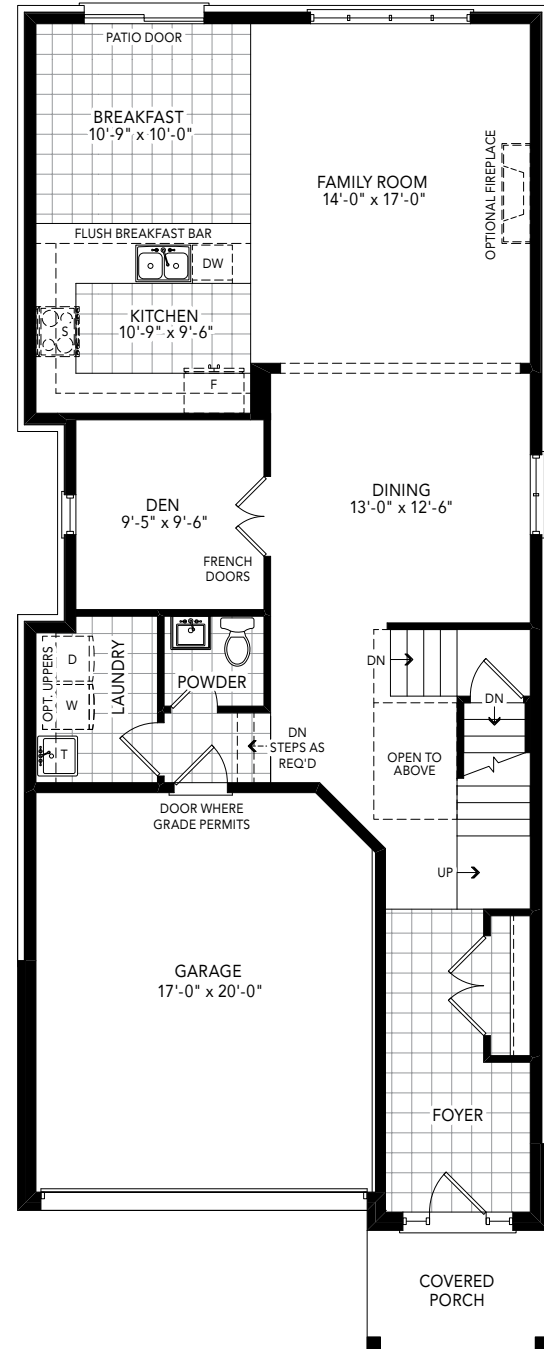 PATIO DOOR
BREAKFAST
10'-9" x 10'-0"
FAMILY ROOM
14'-0" x 17'-0"
OPTIONAL FIREPLACE
FLUSH BREAKFAST BAR
DW
KITCHEN
10'-9" x 9'-6"
S
F
DINING
13'-0" x 12'-6"
DEN
9'-5" x 9'-6"
FRENCH
DOORS
OPT. UPPERS
D
W
T
LAUNDRY
POWDER
DN
STEPS AS
REQ'D
DN
DN
OPEN TO
ABOVE
UP
DOOR WHERE
GRADE PERMITS
GARAGE
17'-0" x 20'-0"
FOYER
COVERED
PORCH